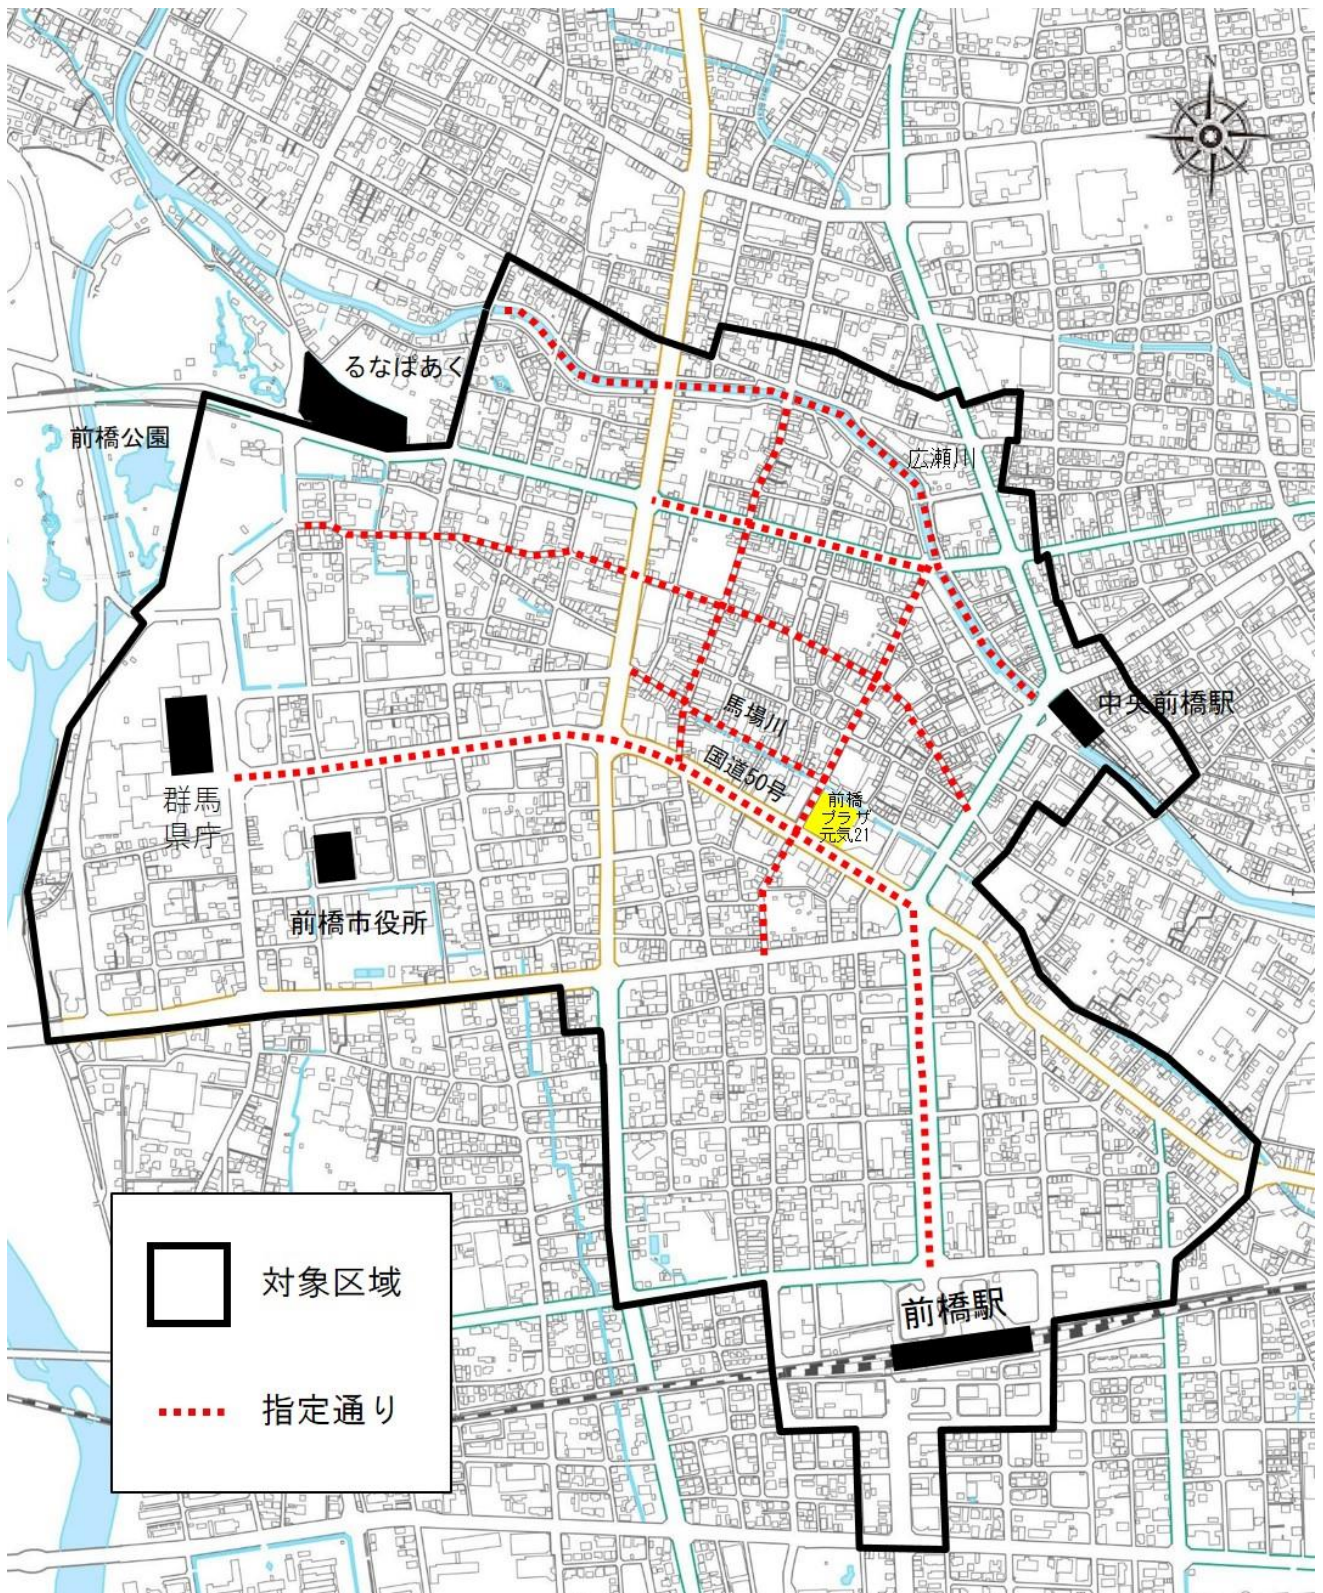 N
るなぱあく
前橋公園
広瀬川
中央前橋駅
馬場川
国道50号
群馬
県庁
前橋
プラザ
元気21
前橋市役所
前橋駅
対象区域
指定通り